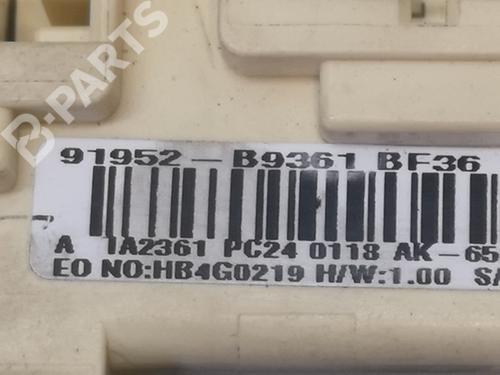 B-PARTS
91952-B9361 BF36
A 1A2361 PC24 0118 AK-65
EO NO:HB4G0219 H/W:1.00 S/